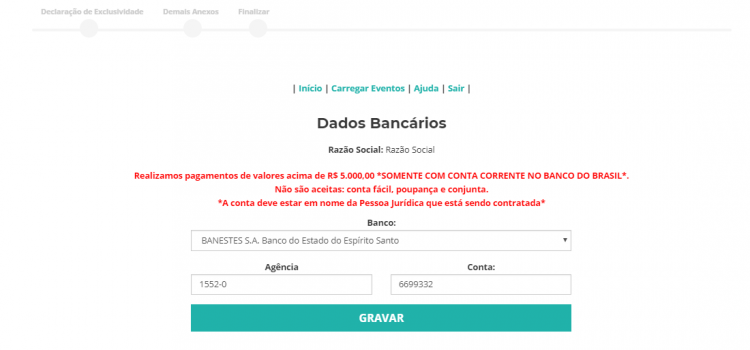 Declaração de Exclusividade Demais Anexos Finalizar
| Início | Carregar Eventos | Ajuda | Sair |
Dados Bancários
Razão Social: Razão Social
Realizamos pagamentos de valores acima de R$ 5.000,00 *SOMENTE COM CONTA CORRENTE NO BANCO DO BRASIL*.
Não são aceitas: conta fácil, poupança e conjunta.
*A conta deve estar em nome da Pessoa Jurídica que está sendo contratada*
Banco:
BANESTES S.A. Banco do Estado do Espírito Santo
Agência Conta:
1552-0 6699332
GRAVAR